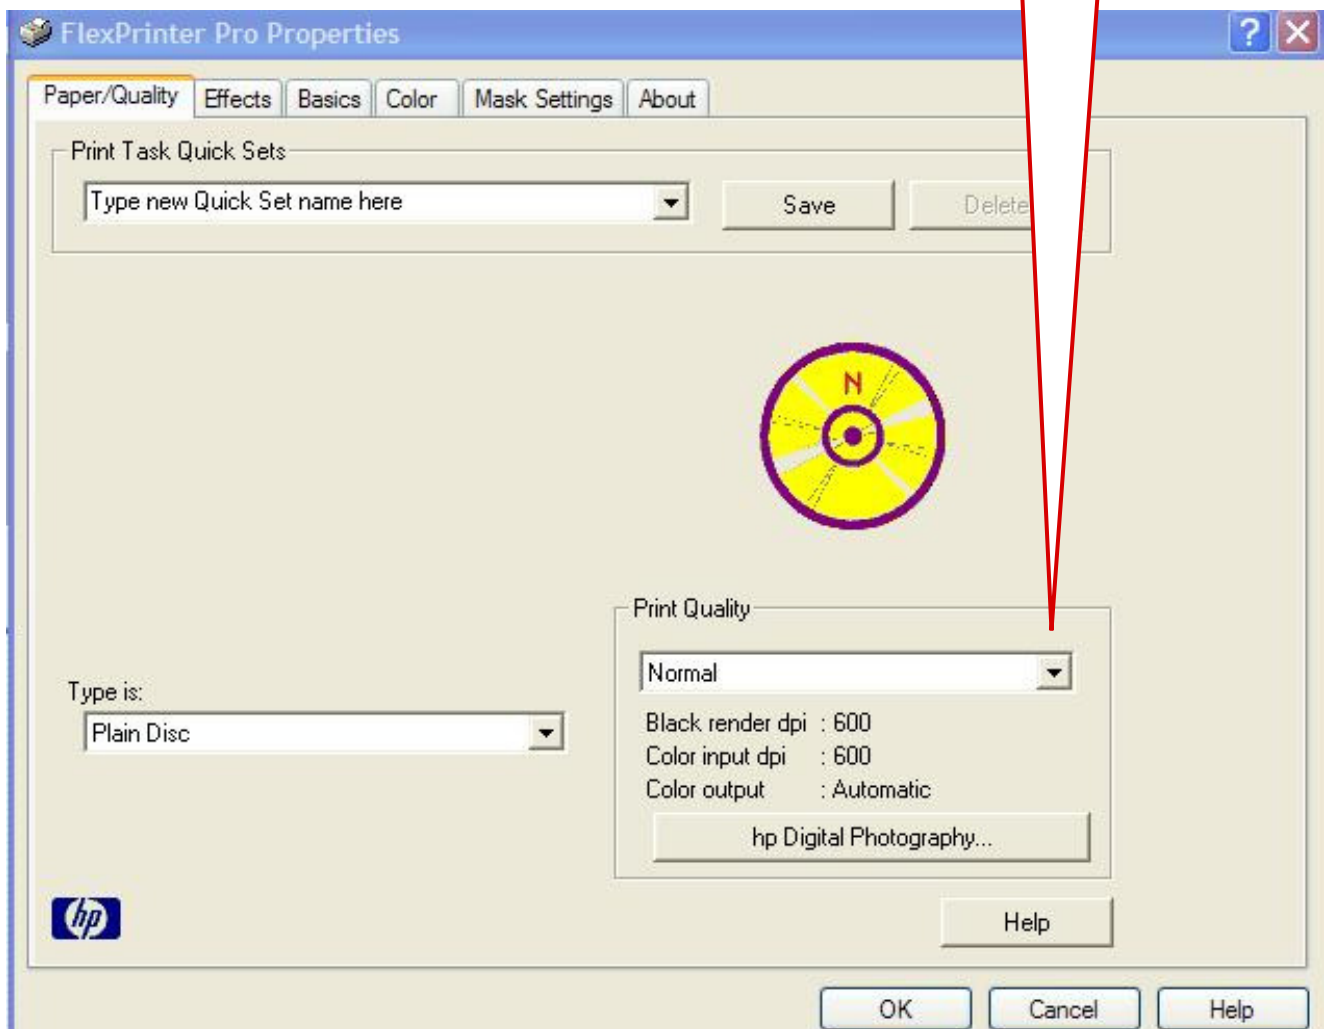 FlexPrinter Pro Properties
Paper/Quality Effects Basics Color Mask Settings About
Print Task Quick Sets
Type new Quick Set name here Save Delete
N
Print Quality
Normal
Type is:
Plain Disc
Black render dpi : 600
Color input dpi : 600
Color output : Automatic
hp Digital Photography...
hp
Help
OK Cancel Help